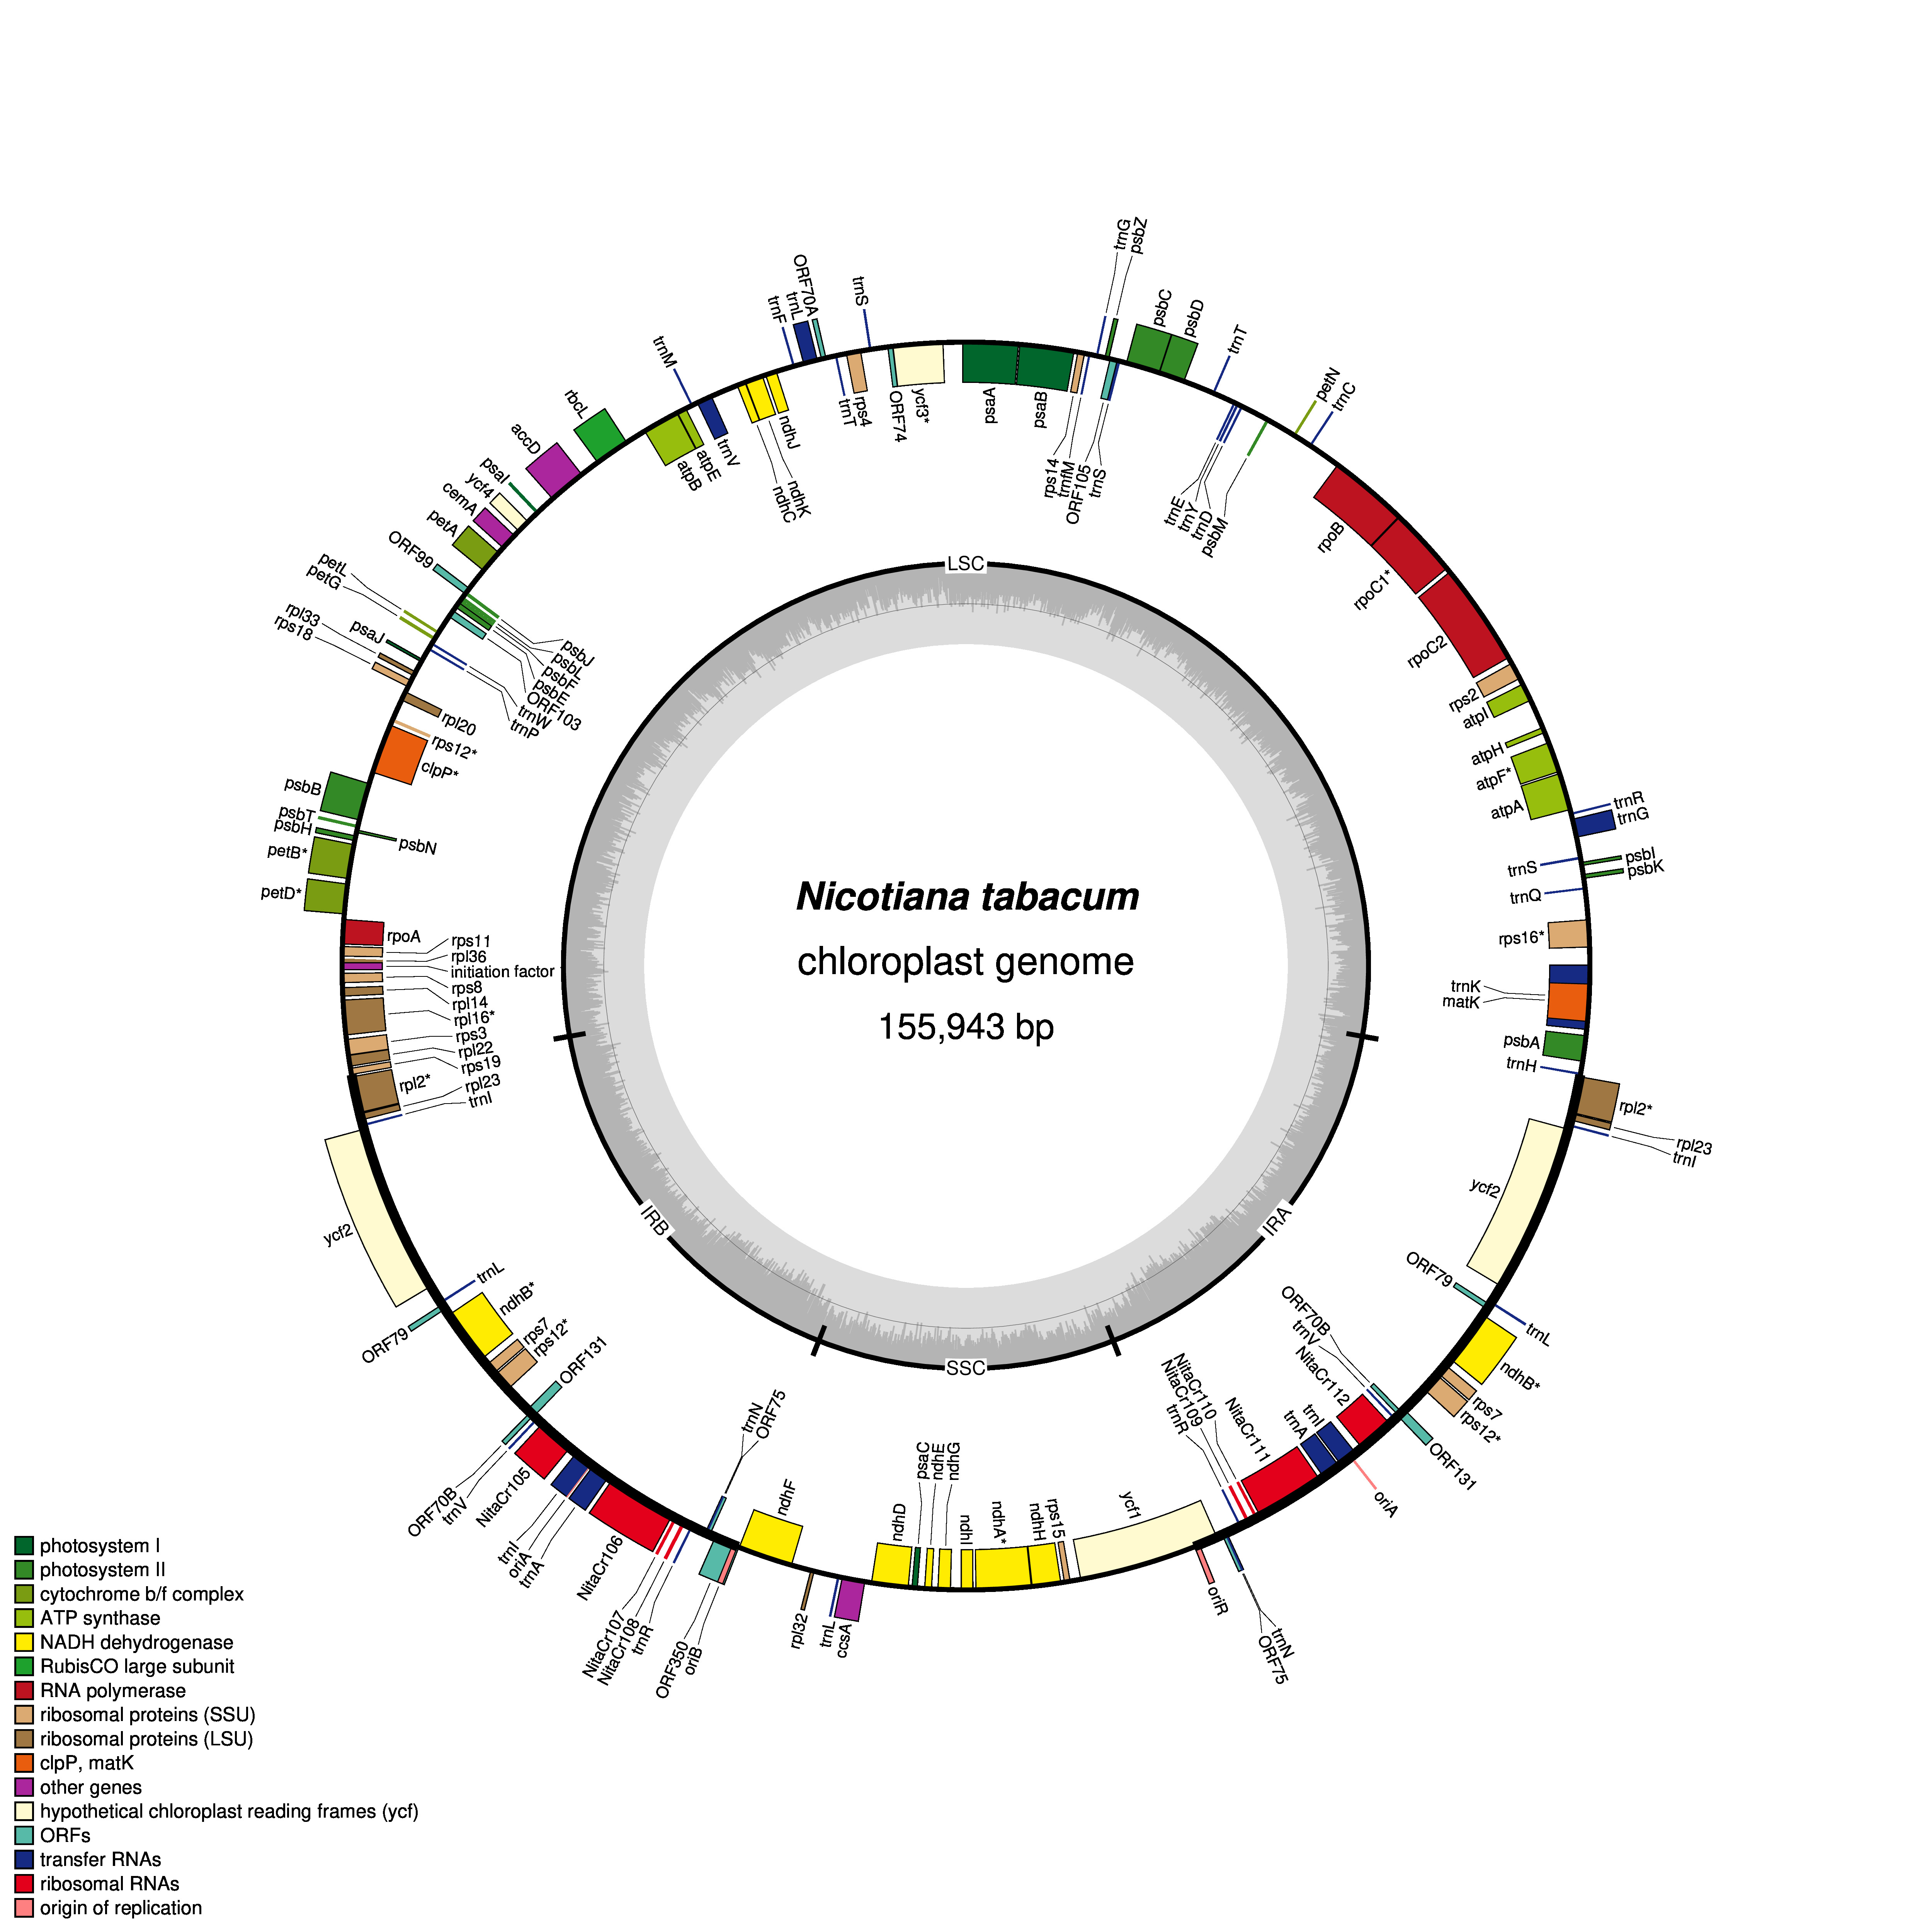 Nicotiana tabacum
chloroplast genome
155,943 bp
LSC
IRA
SSC
IRB
trnG
psbZ
psbC
psbD
trnT
petN
trnC
rpoB
rpoC1*
rpoC2
rps2
atpI
atpH
atpF*
atpA
trnR
trnG
trnS
psbI
psbK
trnQ
rps16*
trnK
matK
psbA
trnH
rpl2*
rpl23
trnI
ycf2
ORF79
trnL
ndhB*
rps7
rps12*
ORF131
ORF70B
trnV
NitaCr112
oriA
trnI
trnA
NitaCr111
NitaCr110
NitaCr109
trnR
trnN
ORF75
oriR
ycf1
rps15
ndhH
ndhA*
ndhI
ndhG
ndhE
psaC
ndhD
ccsA
trnL
rpl32
ndhF
oriB
ORF350
ORF75
trnN
trnR
NitaCr108
NitaCr107
NitaCr106
trnA
oriA
trnI
NitaCr105
trnV
ORF70B
ORF131
rps12*
rps7
ndhB*
trnL
ORF79
ycf2
trnI
rpl23
rpl2*
rps19
rpl22
rps3
rpl16*
rpl14
rps8
initiation factor
rpl36
rps11
rpoA
petD*
petB*
psbH
psbT
psbN
psbB
clpP*
rps12*
rpl20
rps18
rpl33
psaJ
trnP
trnW
petG
petL
ORF103
psbE
psbF
psbL
psbJ
ORF99
petA
cemA
ycf4
psaI
accD
rbcL
atpB
atpE
trnM
trnV
ndhC
ndhK
ndhJ
trnF
trnL
ORF70A
trnT
rps4
trnS
ORF74
ycf3*
psaA
psaB
rps14
trnfM
ORF105
trnS
trnE
trnY
trnD
psbM
photosystem I
photosystem II
cytochrome b/f complex
ATP synthase
NADH dehydrogenase
RubisCO large subunit
RNA polymerase
ribosomal proteins (SSU)
ribosomal proteins (LSU)
clpP, matK
other genes
hypothetical chloroplast reading frames (ycf)
ORFs
transfer RNAs
ribosomal RNAs
origin of replication